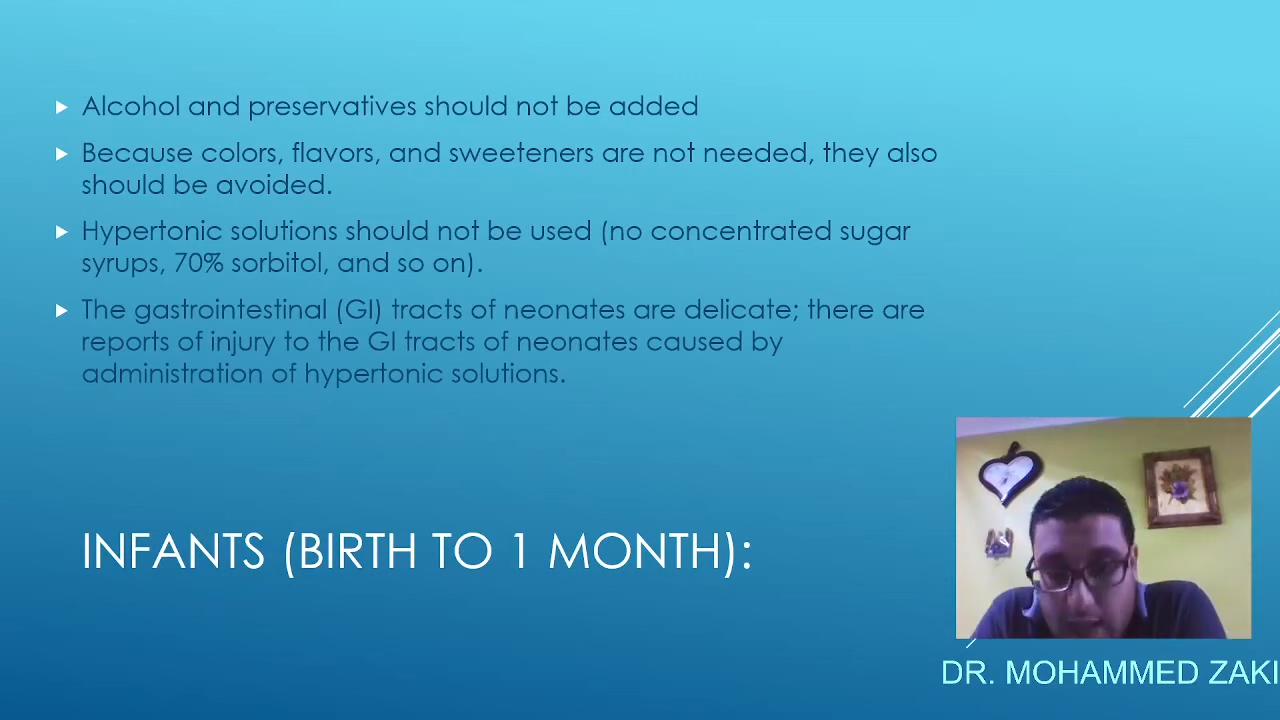 Alcohol and preservatives should not be added
Because colors, flavors, and sweeteners are not needed, they also
should be avoided.
Hypertonic solutions should not be used (no concentrated sugar
syrups, 70% sorbitol, and so on).
The gastrointestinal (GI) tracts of neonates are delicate; there are
reports of injury to the GI tracts of neonates caused by
administration of hypertonic solutions.
INFANTS (BIRTH TO 1 MONTH):
DR. MOHAMMED ZAKI